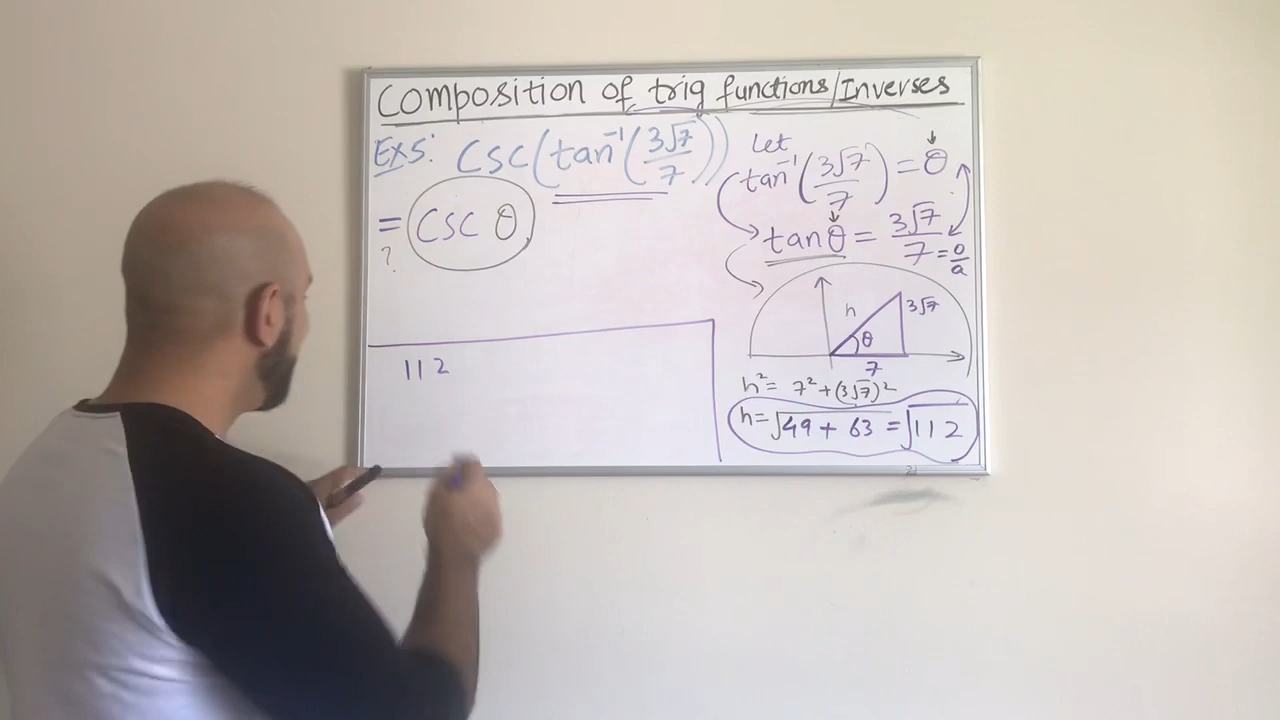 Composition of trig functions/Inverses
Ex5: csc(tan⁻¹(3√7/7))
= csc θ
?
112
Let
tan⁻¹(3√7/7) = θ
tanθ = 3√7/7 = o/a
h
3√7
θ
7
h² = 7² + (3√7)²
h = √49 + 63 = √112